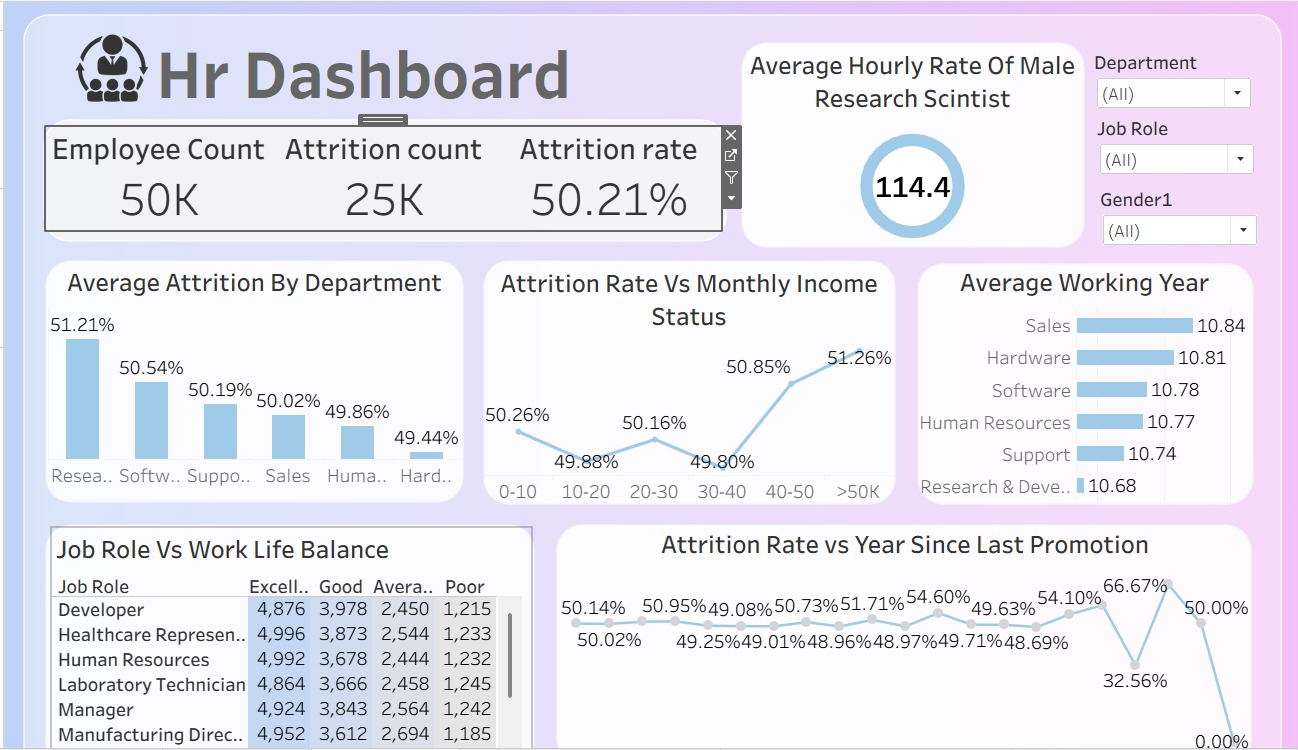 Hr Dashboard
Employee Count Attrition count Attrition rate
50K 25K 50.21%
Average Hourly Rate Of Male
Research Scintist
114.4
Department
(All)
Job Role
(All)
Gender1
(All)
Average Attrition By Department
51.21%
50.54%
50.19%
50.02%
49.86%
49.44%
Resea.. Softw.. Suppo.. Sales Huma.. Hard..
Attrition Rate Vs Monthly Income
Status
50.26%
49.88%
50.16%
49.80%
50.85%
51.26%
0-10 10-20 20-30 30-40 40-50 >50K
Average Working Year
Sales 10.84
Hardware 10.81
Software 10.78
Human Resources 10.77
Support 10.74
Research & Deve.. 10.68
Job Role Vs Work Life Balance
Job Role Excell.. Good Avera.. Poor
Developer 4,876 3,978 2,450 1,215
Healthcare Represen.. 4,996 3,873 2,544 1,233
Human Resources 4,992 3,678 2,444 1,232
Laboratory Technician 4,864 3,666 2,458 1,245
Manager 4,924 3,843 2,564 1,242
Manufacturing Direc.. 4,952 3,612 2,694 1,185
Attrition Rate vs Year Since Last Promotion
50.14% 50.95% 49.08% 50.73% 51.71% 54.60% 49.63% 54.10% 66.67% 50.00%
50.02% 49.25% 49.01% 48.96% 48.97% 49.71% 48.69%
32.56%
0.00%